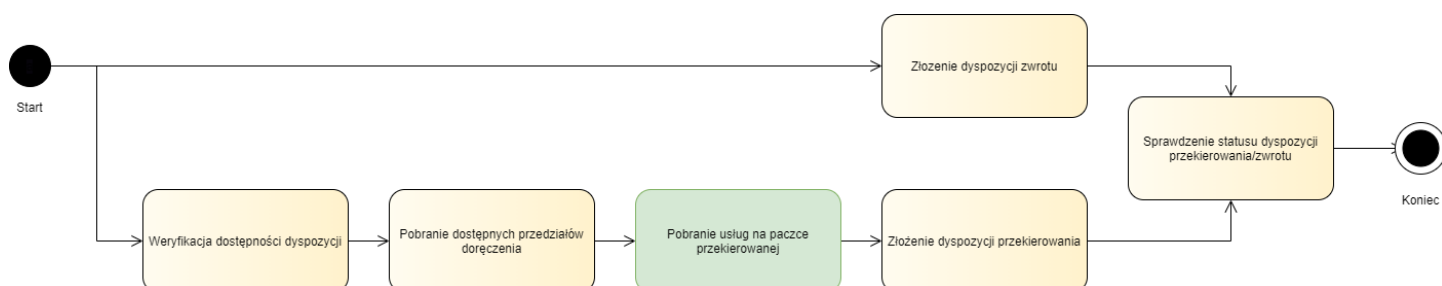 Start
Złozenie dyspozycji zwrotu
Sprawdzenie statusu dyspozycji
przekierowania/zwrotu
Koniec
Weryfikacja dostępności dyspozycji
Pobranie dostępnych przedziałów
doręczenia
Pobranie usług na paczce
przekierowanej
Złożenie dyspozycji przekierowania